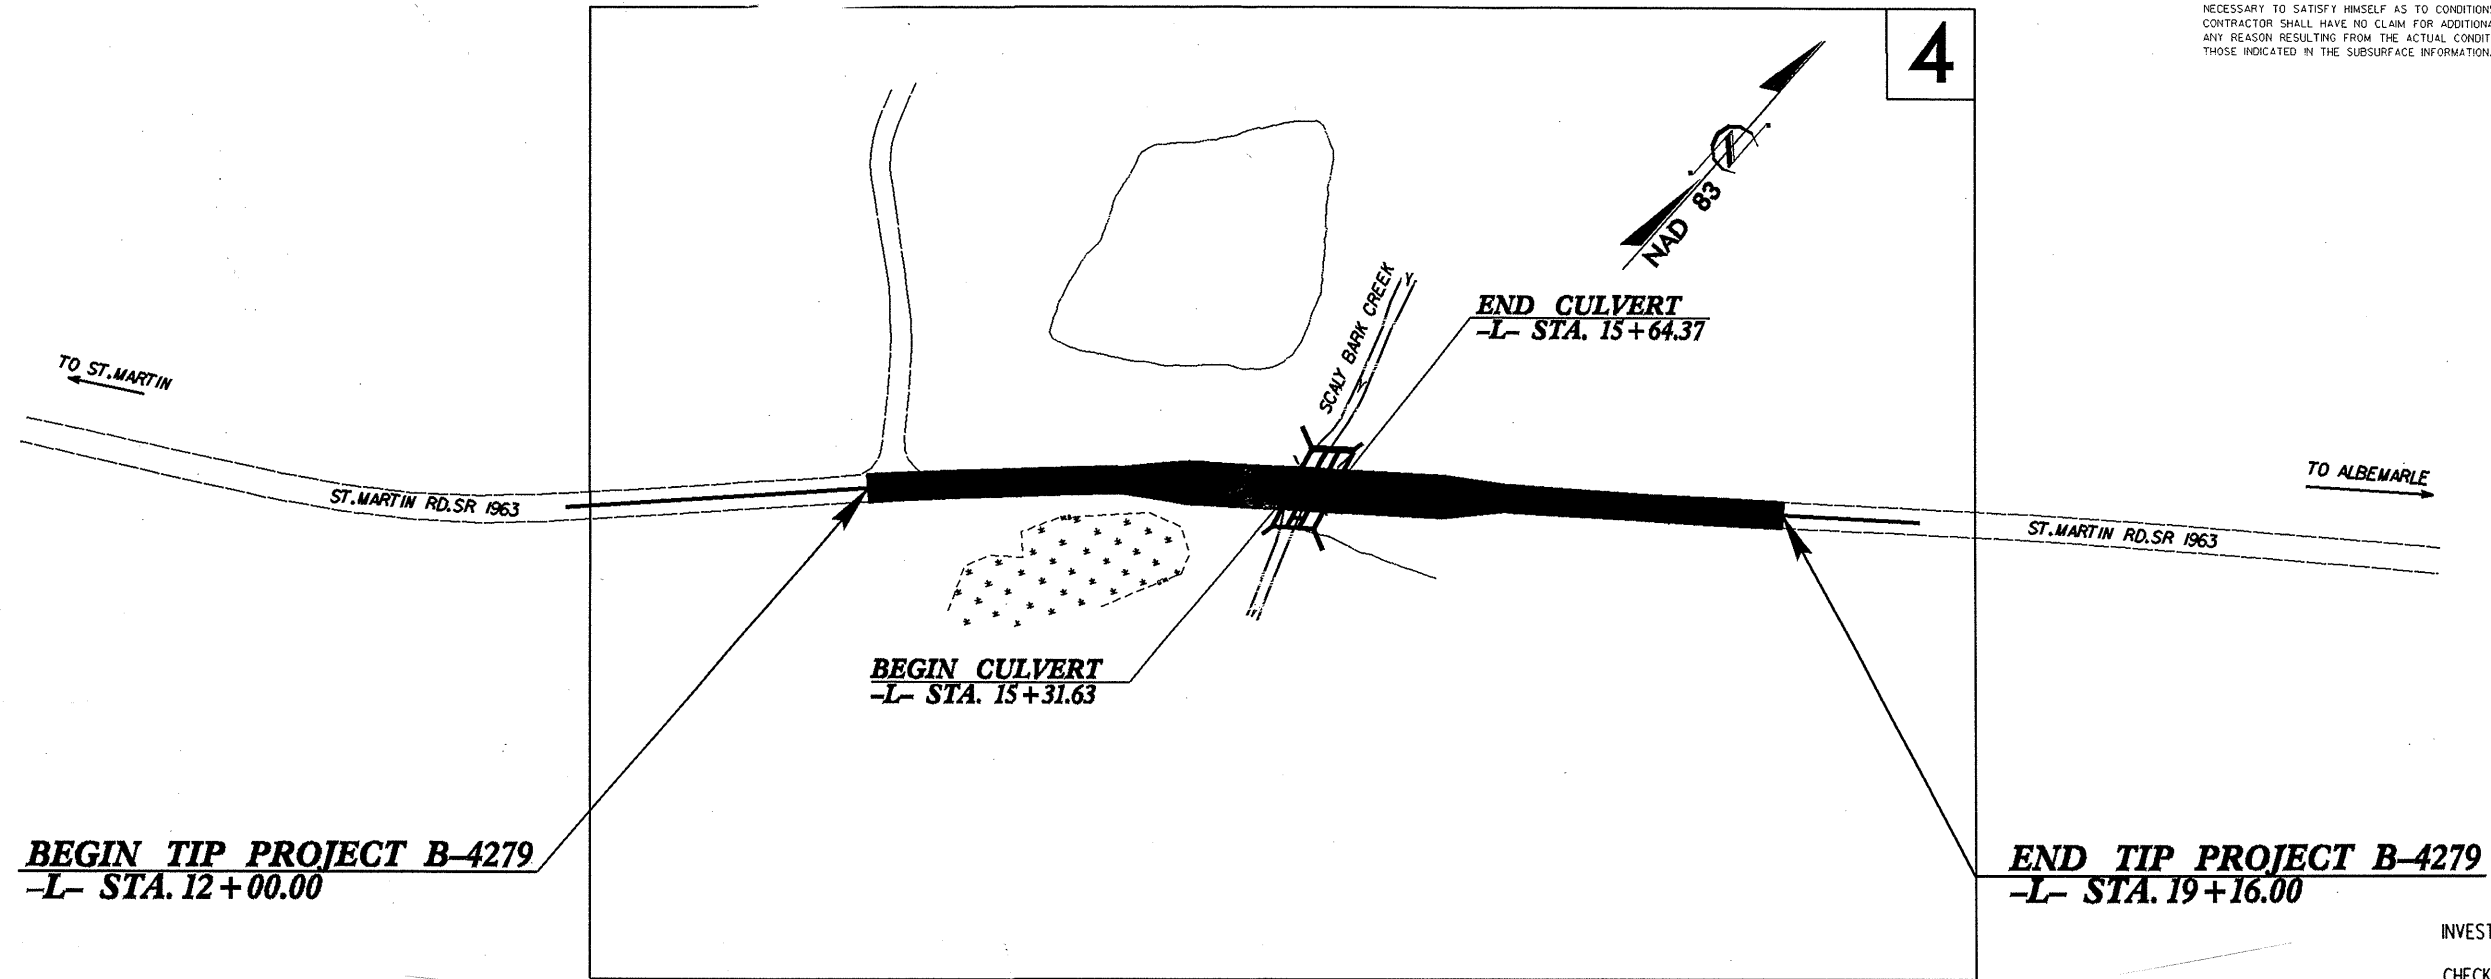 NECESSARY TO SATISFY HIMSELF AS TO CONDITIONS
CONTRACTOR SHALL HAVE NO CLAIM FOR ADDITIONA
ANY REASON RESULTING FROM THE ACTUAL CONDIT
THOSE INDICATED IN THE SUBSURFACE INFORMATION.
4
NAD 83
END CULVERT
-L- STA. 15+64.37
SCALY BARK CREEK
TO ST.MARTIN
ST.MARTIN RD.SR 1963
TO ALBEMARLE
ST.MARTIN RD.SR 1963
BEGIN CULVERT
-L- STA. 15+31.63
BEGIN TIP PROJECT B-4279
-L- STA. 12+00.00
END TIP PROJECT B-4279
-L- STA. 19+16.00
INVEST
CHECK